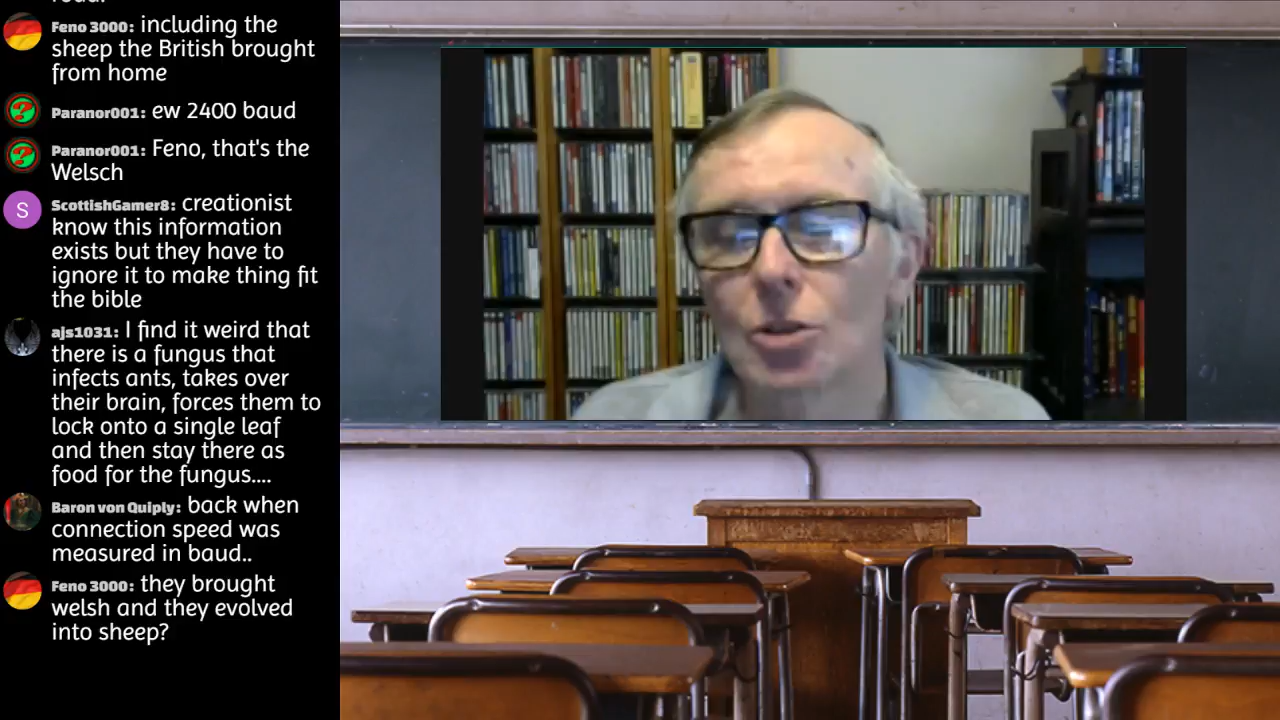 Feno 3000: including the
sheep the British brought
from home
Paranor001: ew 2400 baud
Paranor001: Feno, that's the
Welsch
S
ScottishGamer8: creationist
know this information
exists but they have to
ignore it to make thing fit
the bible
ajs1031: I find it weird that
there is a fungus that
infects ants, takes over
their brain, forces them to
lock onto a single leaf
and then stay there as
food for the fungus....
Baron von Quiply: back when
connection speed was
measured in baud..
Feno 3000: they brought
welsh and they evolved
into sheep?